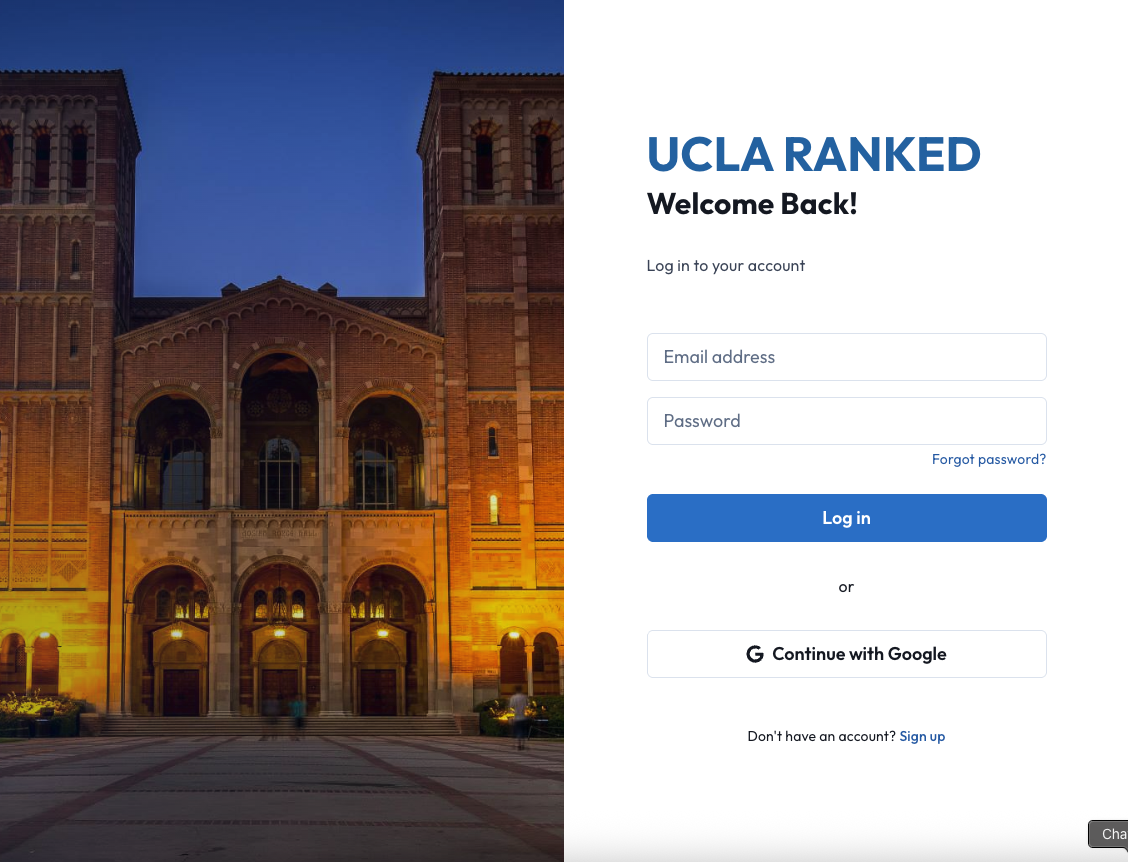 UCLA RANKED
Welcome Back!
Log in to your account
Email address
Password
Forgot password?
Log in
or
Continue with Google
Don't have an account? Sign up
Cha